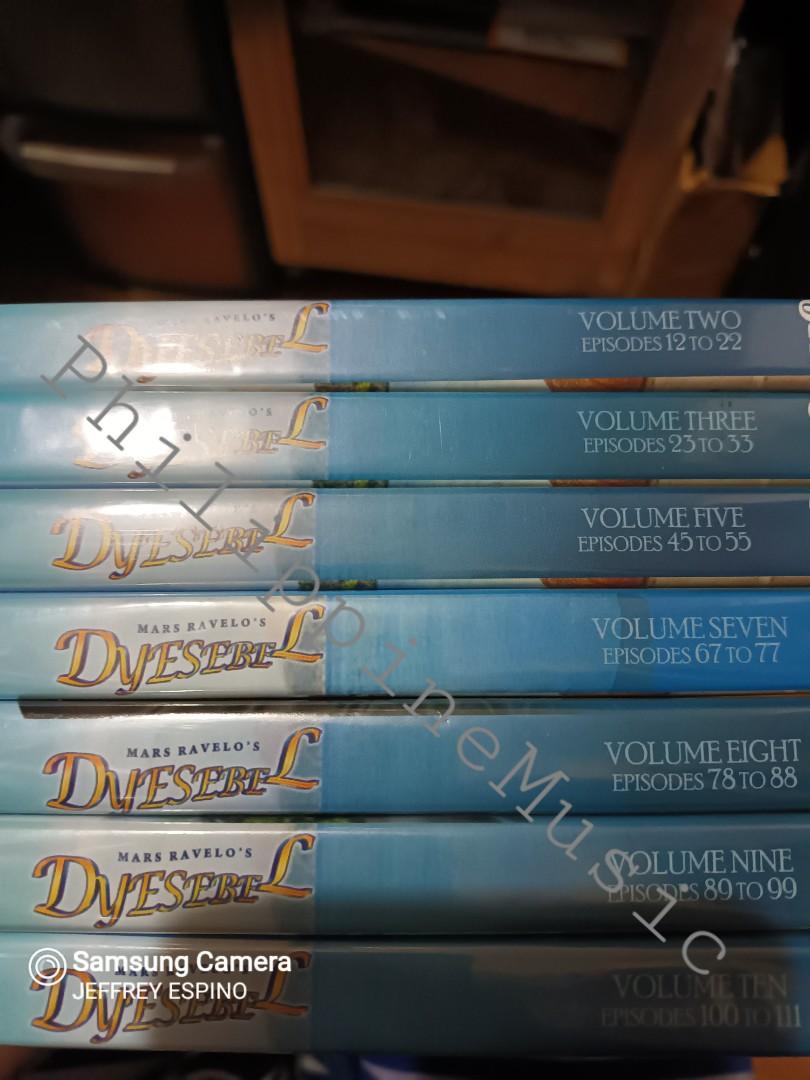 MARS RAVELO'S
DYESEBEL
VOLUME TWO
EPISODES 12 TO 22
DYESEBEL
VOLUME THREE
EPISODES 23 TO 33
DYESEBEL
VOLUME FIVE
EPISODES 45 TO 55
MARS RAVELO'S
DYESEBEL
VOLUME SEVEN
EPISODES 67 TO 77
MARS RAVELO'S
DYESEBEL
VOLUME EIGHT
EPISODES 78 TO 88
MARS RAVELO'S
DYESEBEL
VOLUME NINE
EPISODES 89 TO 99
DYESEBEL
VOLUME TEN
EPISODES 100 TO 111
PhilippineMusic
Samsung Camera
JEFFREY ESPINO